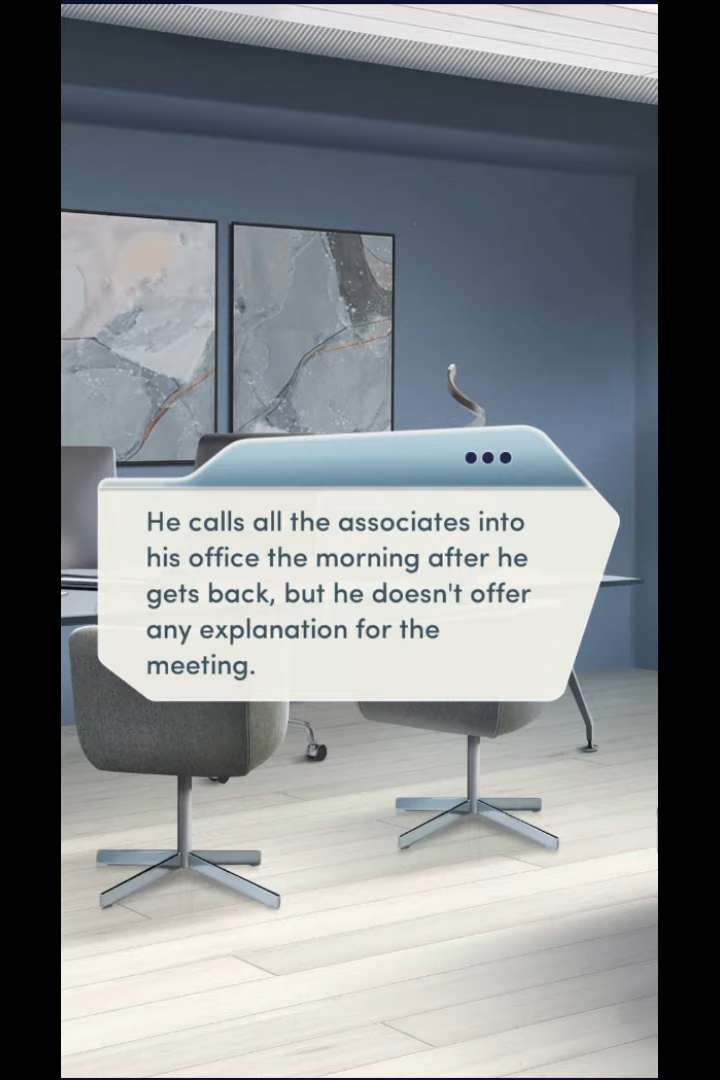 He calls all the associates into
his office the morning after he
gets back, but he doesn't offer
any explanation for the
meeting.